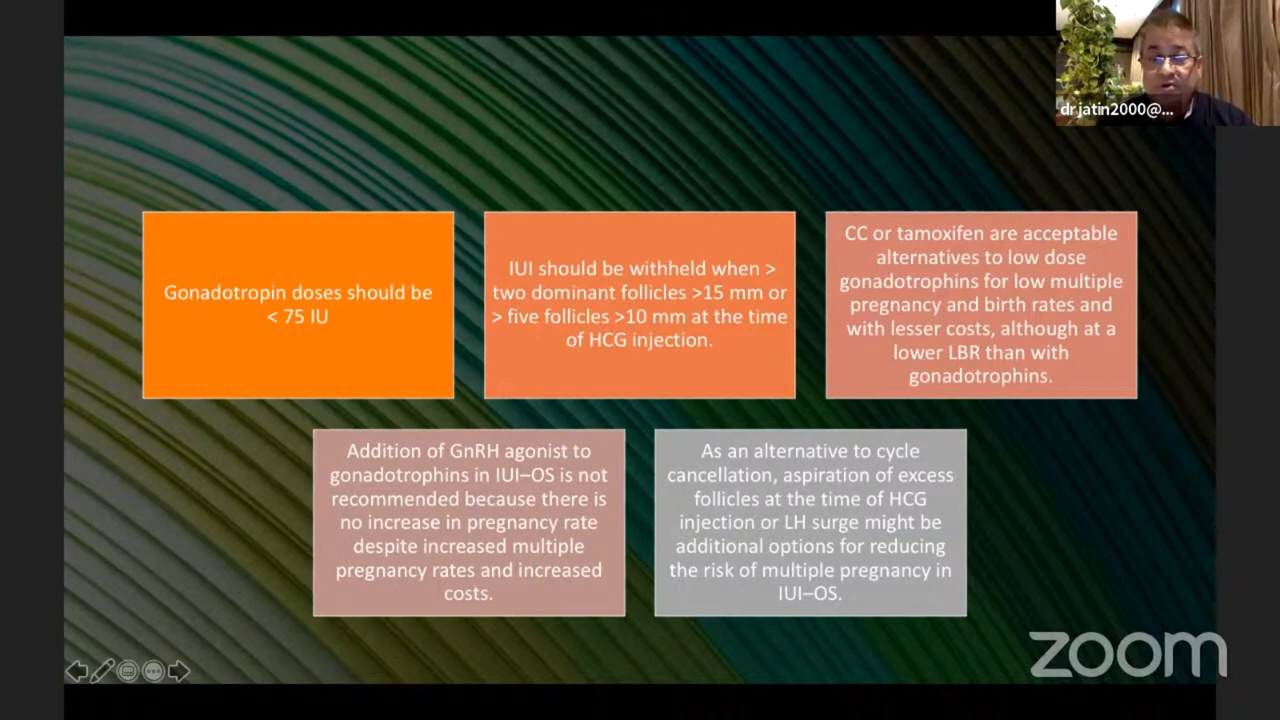 drjatin2000@...
Gonadotropin doses should be
< 75 IU
IUI should be withheld when >
two dominant follicles >15 mm or
> five follicles >10 mm at the time
of HCG injection.
CC or tamoxifen are acceptable
alternatives to low dose
gonadotrophins for low multiple
pregnancy and birth rates and
with lesser costs, although at a
lower LBR than with
gonadotrophins.
Addition of GnRH agonist to
gonadotrophins in IUI–OS is not
recommended because there is
no increase in pregnancy rate
despite increased multiple
pregnancy rates and increased
costs.
As an alternative to cycle
cancellation, aspiration of excess
follicles at the time of HCG
injection or LH surge might be
additional options for reducing
the risk of multiple pregnancy in
IUI–OS.
zoom